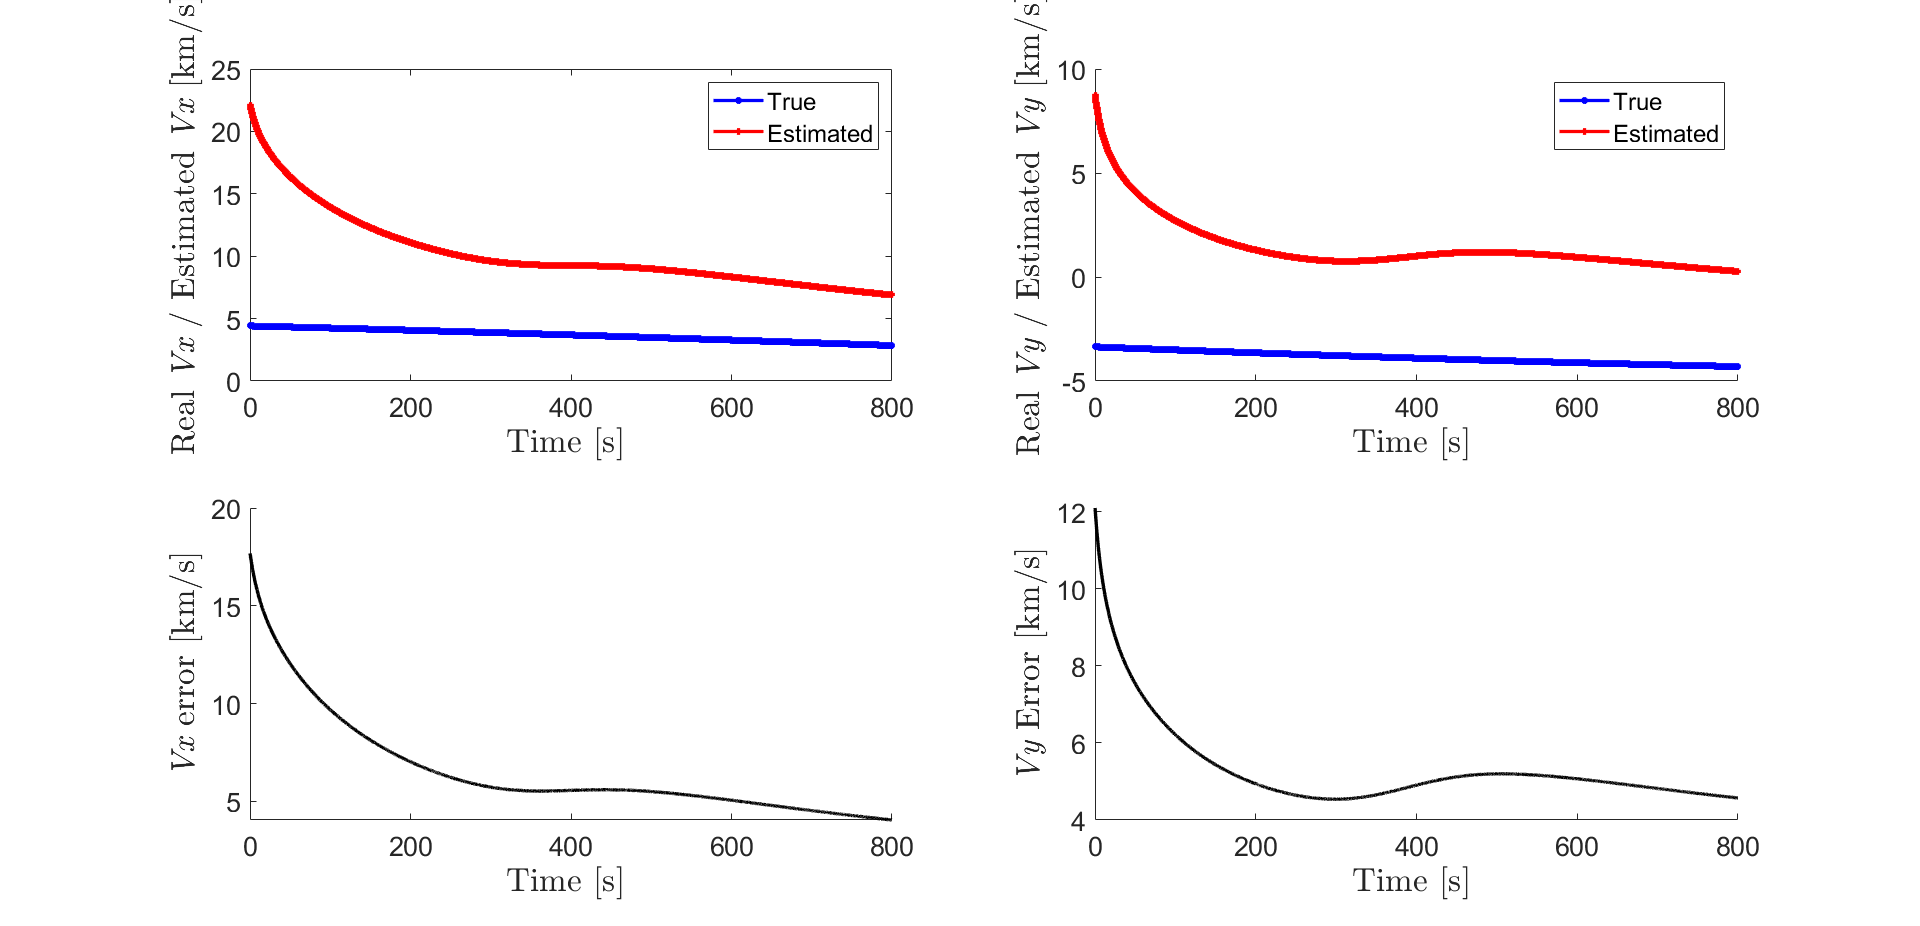 Real Vx / Estimated Vx [km/s]
25
20
15
10
5
0
True
Estimated
0 200 400 600 800
Time [s]
Real Vy / Estimated Vy [km/s]
10
5
0
-5
True
Estimated
0 200 400 600 800
Time [s]
Vx error [km/s]
20
15
10
5
0 200 400 600 800
Time [s]
Vy Error [km/s]
12
10
8
6
4
0 200 400 600 800
Time [s]